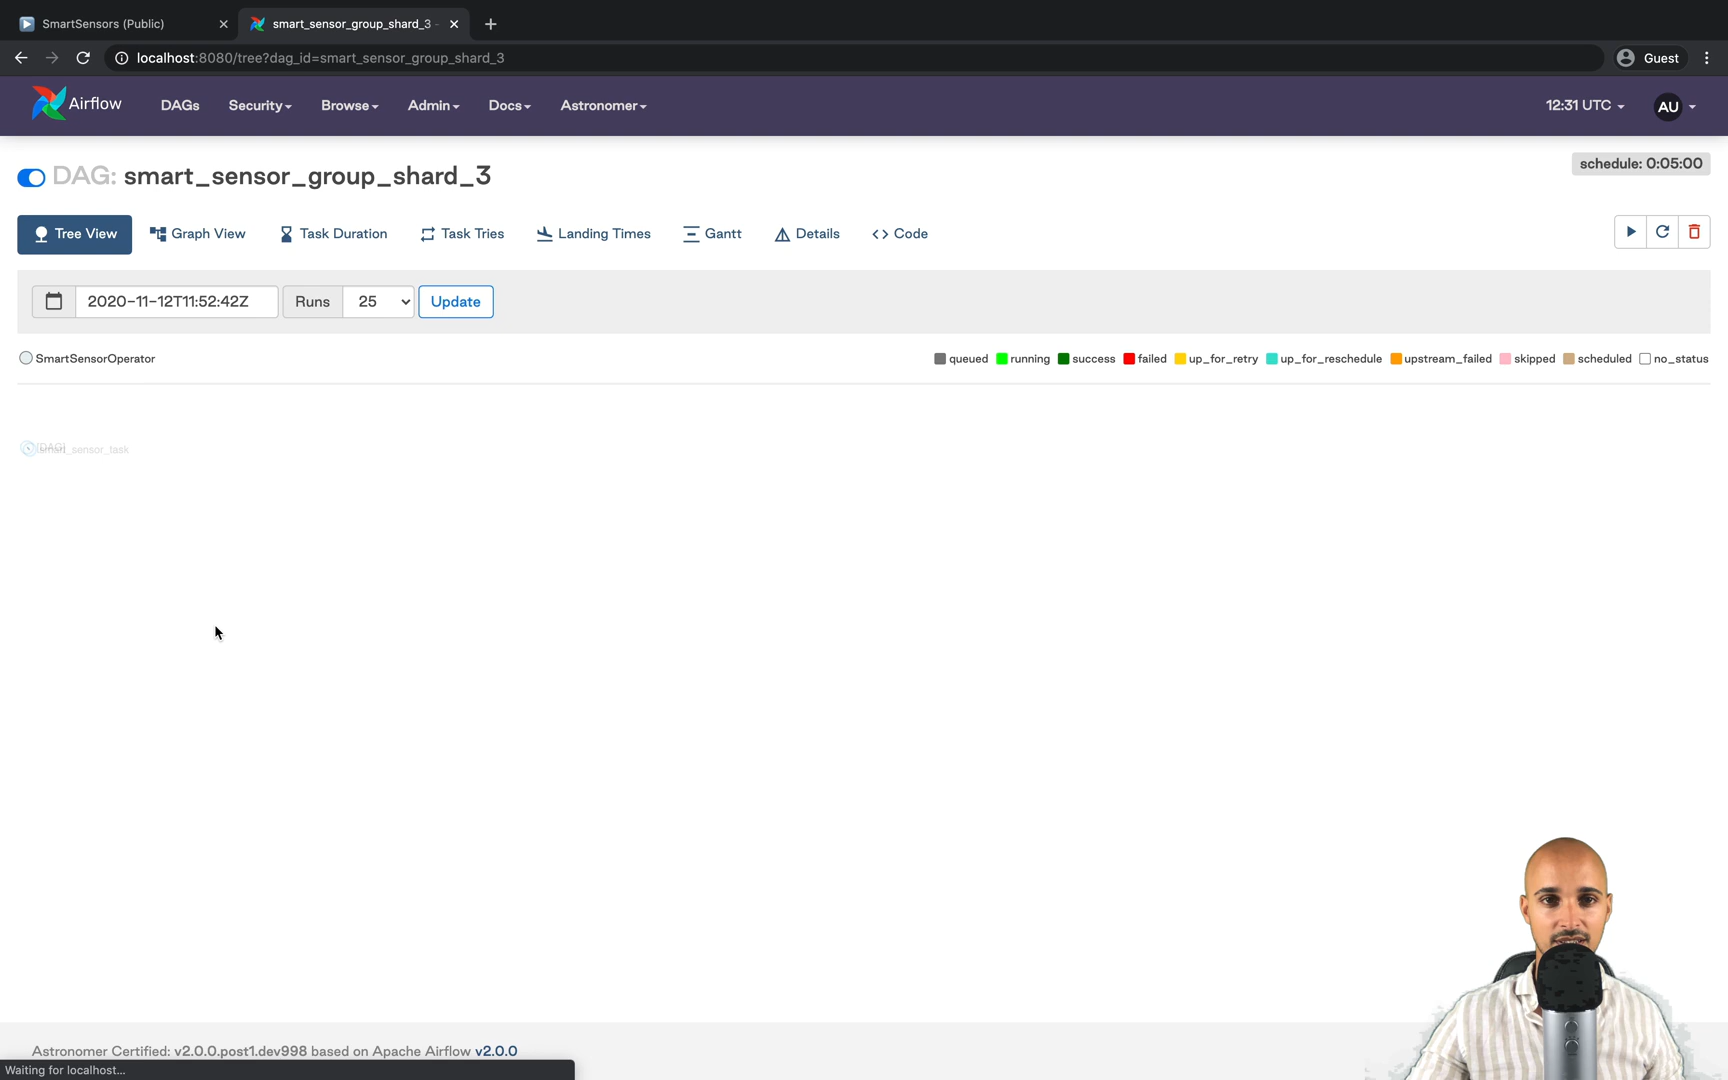 SmartSensors (Public)
smart_sensor_group_shard_3 -
localhost:8080/tree?dag_id=smart_sensor_group_shard_3
Guest
Airflow
DAGs
Security
Browse
Admin
Docs
Astronomer
12:31 UTC
AU
DAG: smart_sensor_group_shard_3
schedule: 0:05:00
Tree View
Graph View
Task Duration
Task Tries
Landing Times
Gantt
Details
Code
2020-11-12T11:52:42Z
Runs
25
Update
SmartSensorOperator
queued
running
success
failed
up_for_retry
up_for_reschedule
upstream_failed
skipped
scheduled
no_status
[DAG]
_sensor_task
Astronomer Certified: v2.0.0.post1.dev998 based on Apache Airflow v2.0.0
Waiting for localhost...